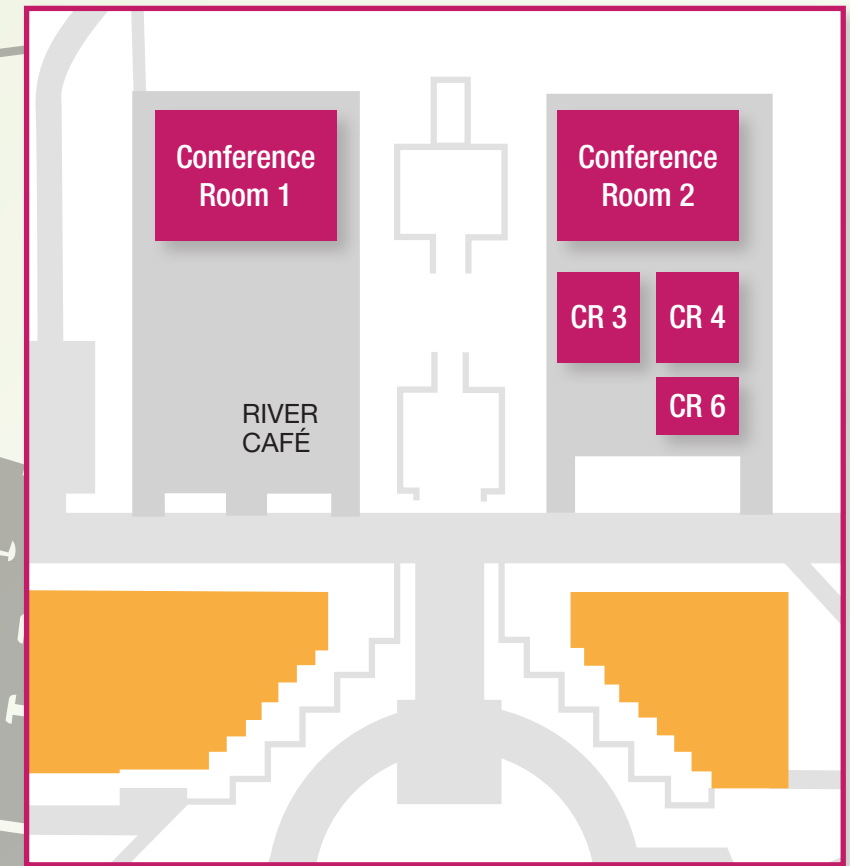 Conference
Room 1
Conference
Room 2
CR 3
CR 4
CR 6
RIVER
CAFÉ